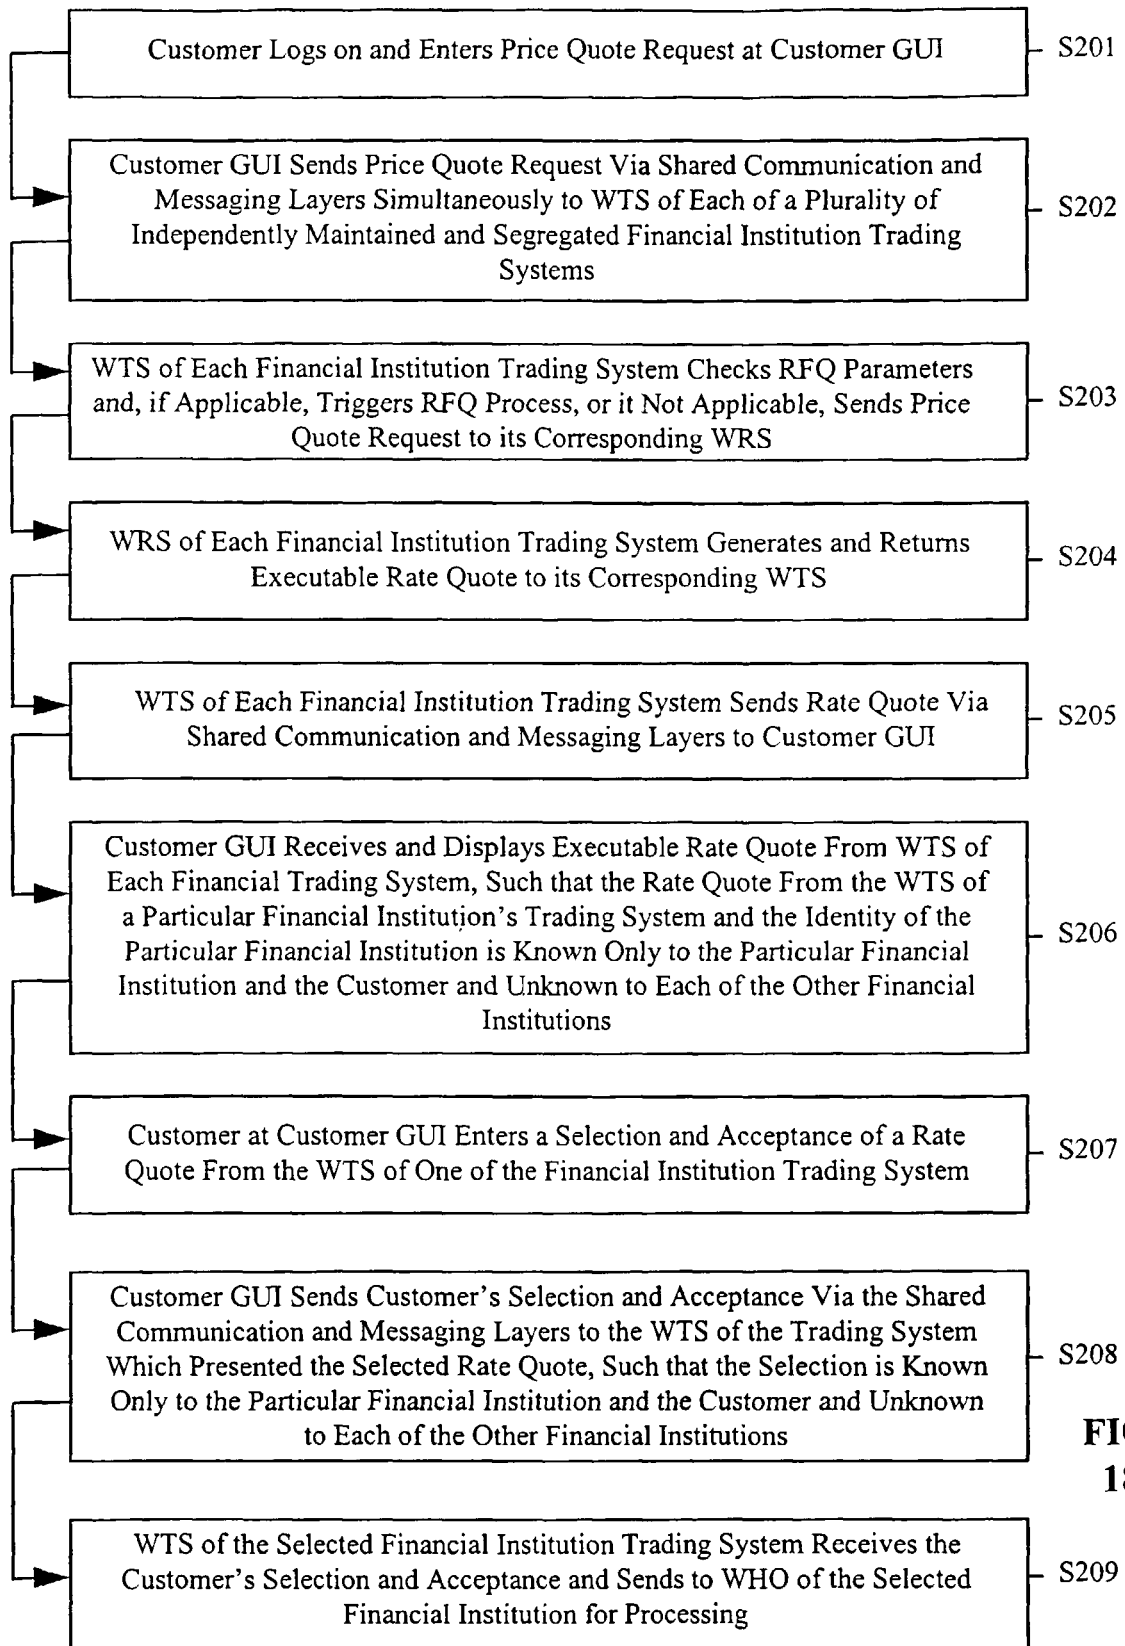 Customer Logs on and Enters Price Quote Request at Customer GUI
S201
Customer GUI Sends Price Quote Request Via Shared Communication and
Messaging Layers Simultaneously to WTS of Each of a Plurality of
Independently Maintained and Segregated Financial Institution Trading
Systems
S202
WTS of Each Financial Institution Trading System Checks RFQ Parameters
and, if Applicable, Triggers RFQ Process, or it Not Applicable, Sends Price
Quote Request to its Corresponding WRS
S203
WRS of Each Financial Institution Trading System Generates and Returns
Executable Rate Quote to its Corresponding WTS
S204
WTS of Each Financial Institution Trading System Sends Rate Quote Via
Shared Communication and Messaging Layers to Customer GUI
S205
Customer GUI Receives and Displays Executable Rate Quote From WTS of
Each Financial Trading System, Such that the Rate Quote From the WTS of
a Particular Financial Institution's Trading System and the Identity of the
Particular Financial Institution is Known Only to the Particular Financial
Institution and the Customer and Unknown to Each of the Other Financial
Institutions
S206
Customer at Customer GUI Enters a Selection and Acceptance of a Rate
Quote From the WTS of One of the Financial Institution Trading System
S207
Customer GUI Sends Customer's Selection and Acceptance Via the Shared
Communication and Messaging Layers to the WTS of the Trading System
Which Presented the Selected Rate Quote, Such that the Selection is Known
Only to the Particular Financial Institution and the Customer and Unknown
to Each of the Other Financial Institutions
S208
WTS of the Selected Financial Institution Trading System Receives the
Customer's Selection and Acceptance and Sends to WHO of the Selected
Financial Institution for Processing
S209